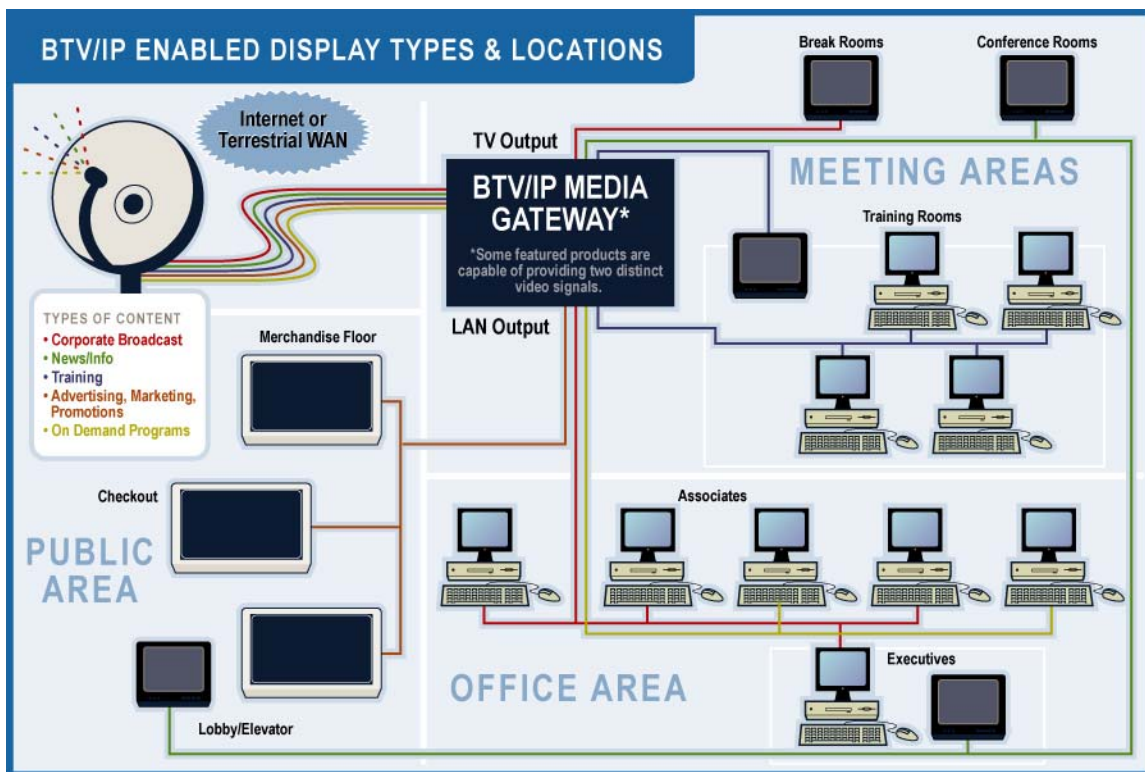 BTV/IP ENABLED DISPLAY TYPES & LOCATIONS
Break Rooms
Conference Rooms
Internet or
Terrestrial WAN
TV Output
BTV/IP MEDIA
GATEWAY*
*Some featured products are
capable of providing two distinct
video signals.
LAN Output
MEETING AREAS
Training Rooms
TYPES OF CONTENT
• Corporate Broadcast
• News/Info
• Training
• Advertising, Marketing,
Promotions
• On Demand Programs
Merchandise Floor
Checkout
PUBLIC
AREA
Lobby/Elevator
Associates
OFFICE AREA
Executives